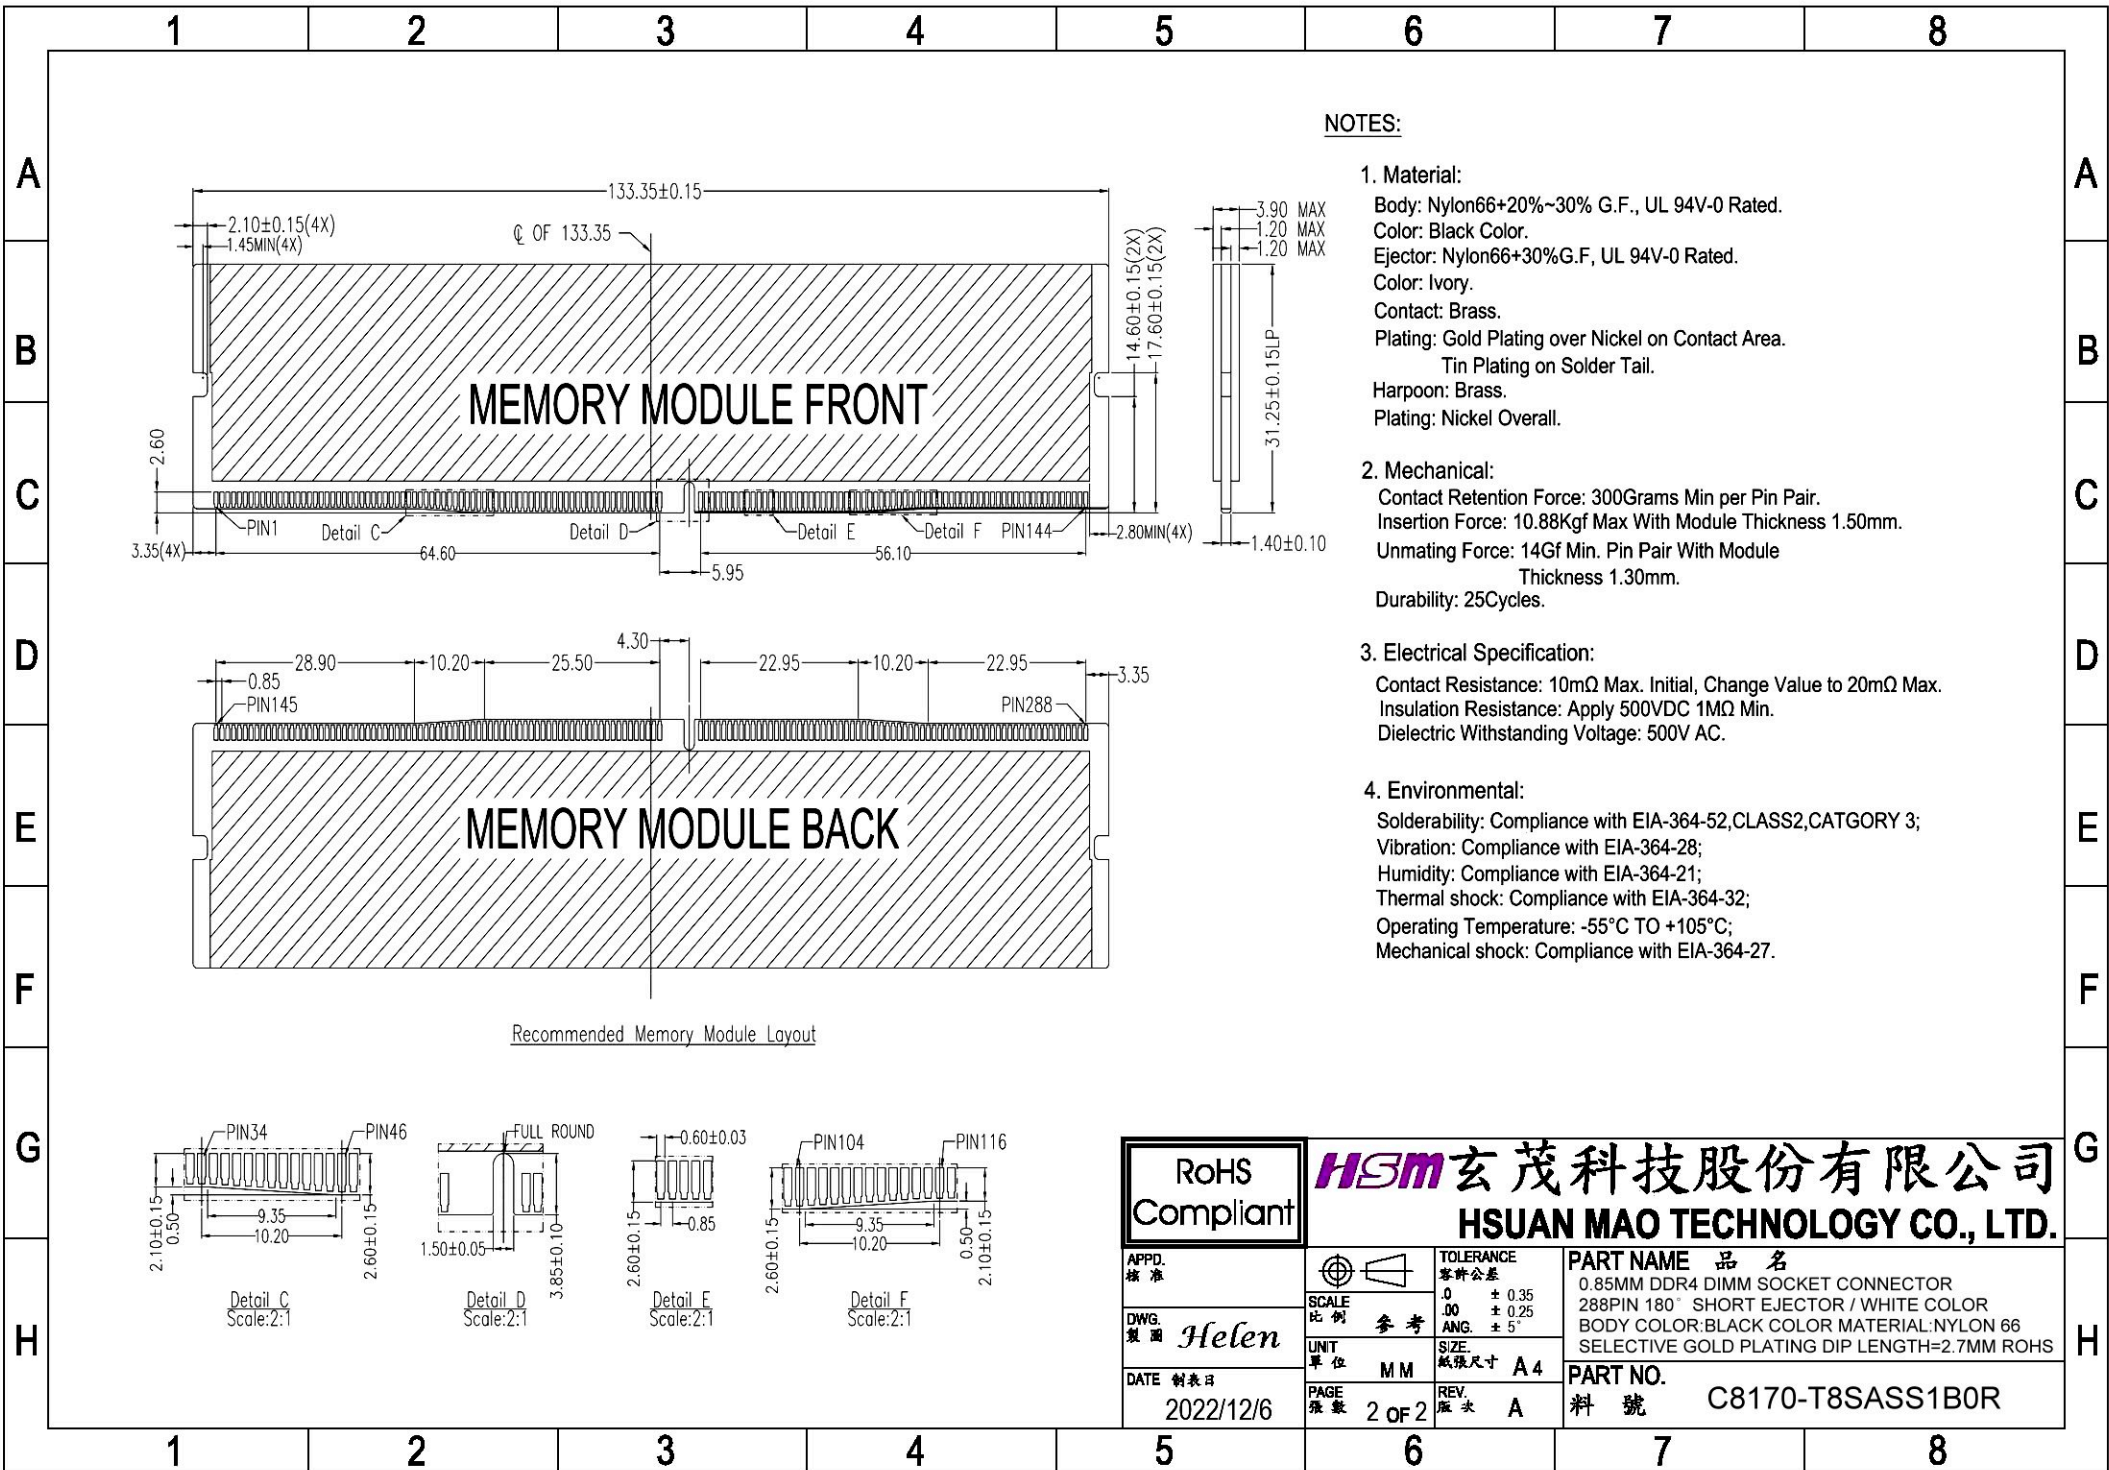 1 2 3 4 5 6 7 8
A
B
C
D
E
F
G
H
A
B
C
D
E
F
G
H
133.35±0.15
2.10±0.15(4X)
1.45MIN(4X)
℄ OF 133.35
MEMORY MODULE FRONT
2.60
PIN1
Detail C
Detail D
Detail E
Detail F
PIN144
2.80MIN(4X)
3.35(4X)
64.60
56.10
5.95
14.60±0.15(2X)
17.60±0.15(2X)
3.90 MAX
1.20 MAX
1.20 MAX
31.25±0.15LP
1.40±0.10
4.30
28.90
10.20
25.50
22.95
10.20
22.95
3.35
0.85
PIN145
PIN288
MEMORY MODULE BACK
Recommended Memory Module Layout
PIN34
PIN46
2.10±0.15
0.50
9.35
10.20
2.60±0.15
Detail C
Scale:2:1
FULL ROUND
1.50±0.05
3.85±0.10
Detail D
Scale:2:1
0.60±0.03
2.60±0.15
0.85
Detail E
Scale:2:1
PIN104
PIN116
2.60±0.15
9.35
10.20
0.50
2.10±0.15
Detail F
Scale:2:1
NOTES:
1. Material:
Body: Nylon66+20%~30% G.F., UL 94V-0 Rated.
Color: Black Color.
Ejector: Nylon66+30%G.F, UL 94V-0 Rated.
Color: Ivory.
Contact: Brass.
Plating: Gold Plating over Nickel on Contact Area.
Tin Plating on Solder Tail.
Harpoon: Brass.
Plating: Nickel Overall.
2. Mechanical:
Contact Retention Force: 300Grams Min per Pin Pair.
Insertion Force: 10.88Kgf Max With Module Thickness 1.50mm.
Unmating Force: 14Gf Min. Pin Pair With Module
Thickness 1.30mm.
Durability: 25Cycles.
3. Electrical Specification:
Contact Resistance: 10mΩ Max. Initial, Change Value to 20mΩ Max.
Insulation Resistance: Apply 500VDC 1MΩ Min.
Dielectric Withstanding Voltage: 500V AC.
4. Environmental:
Solderability: Compliance with EIA-364-52,CLASS2,CATGORY 3;
Vibration: Compliance with EIA-364-28;
Humidity: Compliance with EIA-364-21;
Thermal shock: Compliance with EIA-364-32;
Operating Temperature: -55°C TO +105°C;
Mechanical shock: Compliance with EIA-364-27.
RoHS
Compliant
HSM 玄茂科技股份有限公司
HSUAN MAO TECHNOLOGY CO., LTD.
APPD.
核 准
DWG.
製 圖 Helen
DATE 制表日
2022/12/6
SCALE
比 例 參 考
UNIT
單 位 MM
PAGE
張 數 2 OF 2
TOLERANCE
容許公差
.0 ± 0.35
.00 ± 0.25
ANG. ± 5°
SIZE.
紙張尺寸 A4
REV.
版 次 A
PART NAME 品 名
0.85MM DDR4 DIMM SOCKET CONNECTOR
288PIN 180° SHORT EJECTOR / WHITE COLOR
BODY COLOR:BLACK COLOR MATERIAL:NYLON 66
SELECTIVE GOLD PLATING DIP LENGTH=2.7MM ROHS
PART NO.
料 號 C8170-T8SASS1B0R
1 2 3 4 5 6 7 8